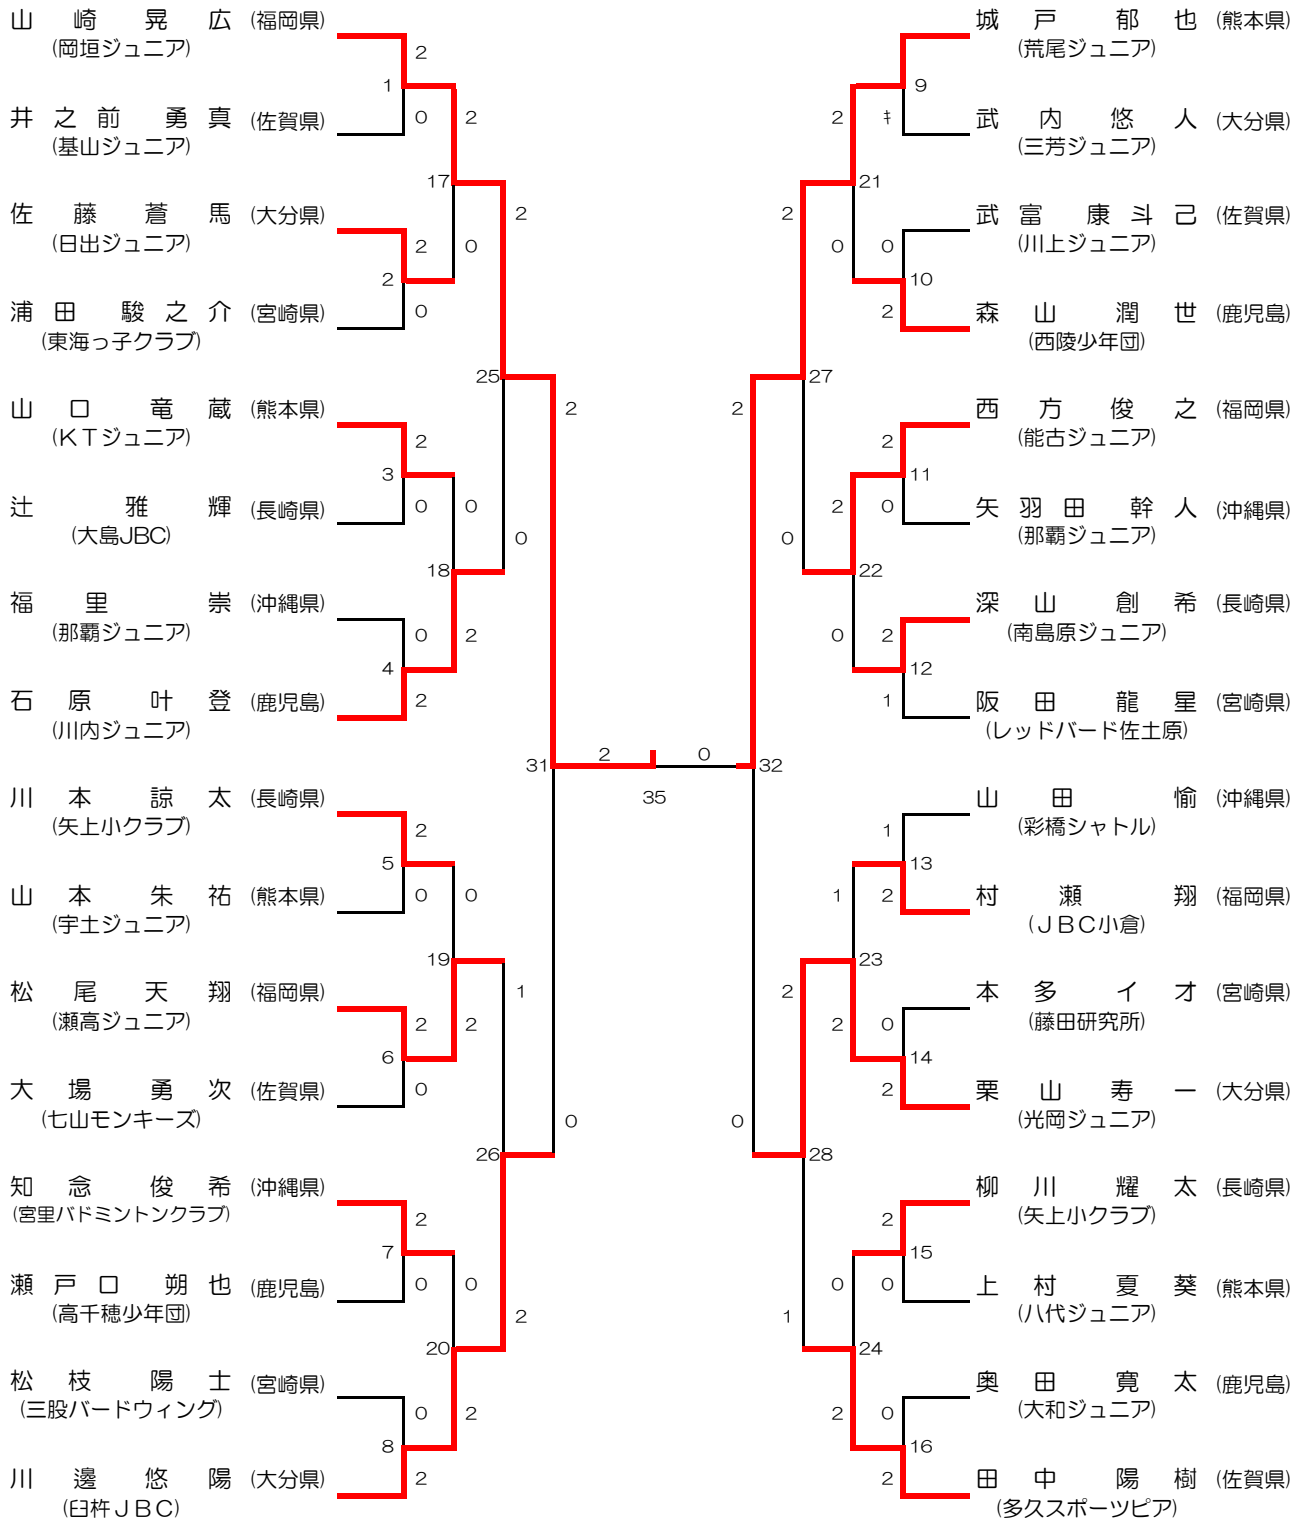 山崎晃広 (福岡県)
(岡垣ジュニア)
2
1
0
井之前勇真 (佐賀県)
(基山ジュニア)
2
17
0
佐藤蒼馬 (大分県)
(日出ジュニア)
2
2
0
浦田駿之介 (宮崎県)
(東海っ子クラブ)
2
25
0
山口竜蔵 (熊本県)
(KTジュニア)
2
3
0
辻雅輝 (長崎県)
(大島JBC)
0
18
2
福里崇 (沖縄県)
(那覇ジュニア)
0
4
2
石原叶登 (鹿児島)
(川内ジュニア)
2
31
0
川本諒太 (長崎県)
(矢上小クラブ)
2
5
0
山本朱祐 (熊本県)
(宇土ジュニア)
0
19
2
松尾天翔 (福岡県)
(瀬高ジュニア)
2
6
0
大場勇次 (佐賀県)
(七山モンキーズ)
1
26
2
知念俊希 (沖縄県)
(宮里バドミントンクラブ)
2
7
0
瀬戸口朔也 (鹿児島)
(高千穂少年団)
0
20
2
松枝陽士 (宮崎県)
(三股バードウィング)
0
8
2
川邊悠陽 (大分県)
(臼杵JBC)
2
0
35
城戸郁也 (熊本県)
(荒尾ジュニア)
9
キ
武内悠人 (大分県)
(三芳ジュニア)
2
21
0
武富康斗己 (佐賀県)
(川上ジュニア)
0
10
2
森山潤世 (鹿児島)
(西陵少年団)
2
27
0
西方俊之 (福岡県)
(能古ジュニア)
2
11
0
矢羽田幹人 (沖縄県)
(那覇ジュニア)
2
22
0
深山創希 (長崎県)
(南島原ジュニア)
2
12
1
阪田龍星 (宮崎県)
(レッドバード佐土原)
2
32
0
山田愉 (沖縄県)
(彩橋シャトル)
1
13
2
村瀬翔 (福岡県)
(JBC小倉)
1
23
2
本多イオ (宮崎県)
(藤田研究所)
0
14
2
栗山寿一 (大分県)
(光岡ジュニア)
2
28
1
柳川耀太 (長崎県)
(矢上小クラブ)
2
15
0
上村夏葵 (熊本県)
(八代ジュニア)
0
24
2
奥田寛太 (鹿児島)
(大和ジュニア)
0
16
2
田中陽樹 (佐賀県)
(多久スポーツピア)